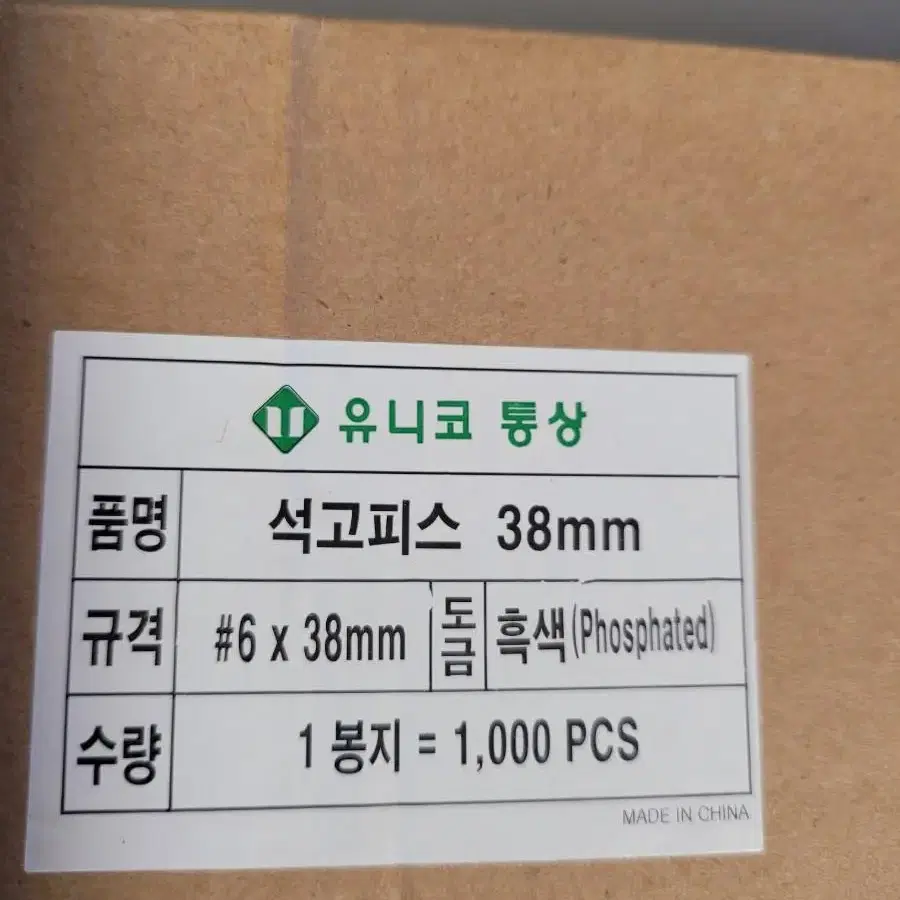 유니코 통상
품명 석고피스 38mm
규격 #6 x 38mm 도금 흑색(Phosphated)
수량 1 봉지 = 1,000 PCS
MADE IN CHINA